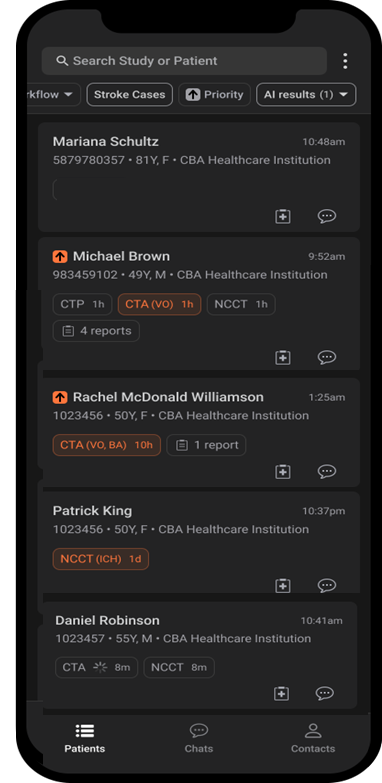 Search Study or Patient
rkflow Stroke Cases Priority AI results (1)
Mariana Schultz 10:48am
5879780357 • 81Y, F • CBA Healthcare Institution
Michael Brown 9:52am
983459102 • 49Y, M • CBA Healthcare Institution
CTP 1h CTA (VO) 1h NCCT 1h
4 reports
Rachel McDonald Williamson 1:25am
1023456 • 50Y, F • CBA Healthcare Institution
CTA (VO, BA) 10h 1 report
Patrick King 10:37pm
1023456 • 50Y, F • CBA Healthcare Institution
NCCT (ICH) 1d
Daniel Robinson 10:41am
1023457 • 55Y, M • CBA Healthcare Institution
CTA 8m NCCT 8m
Patients Chats Contacts